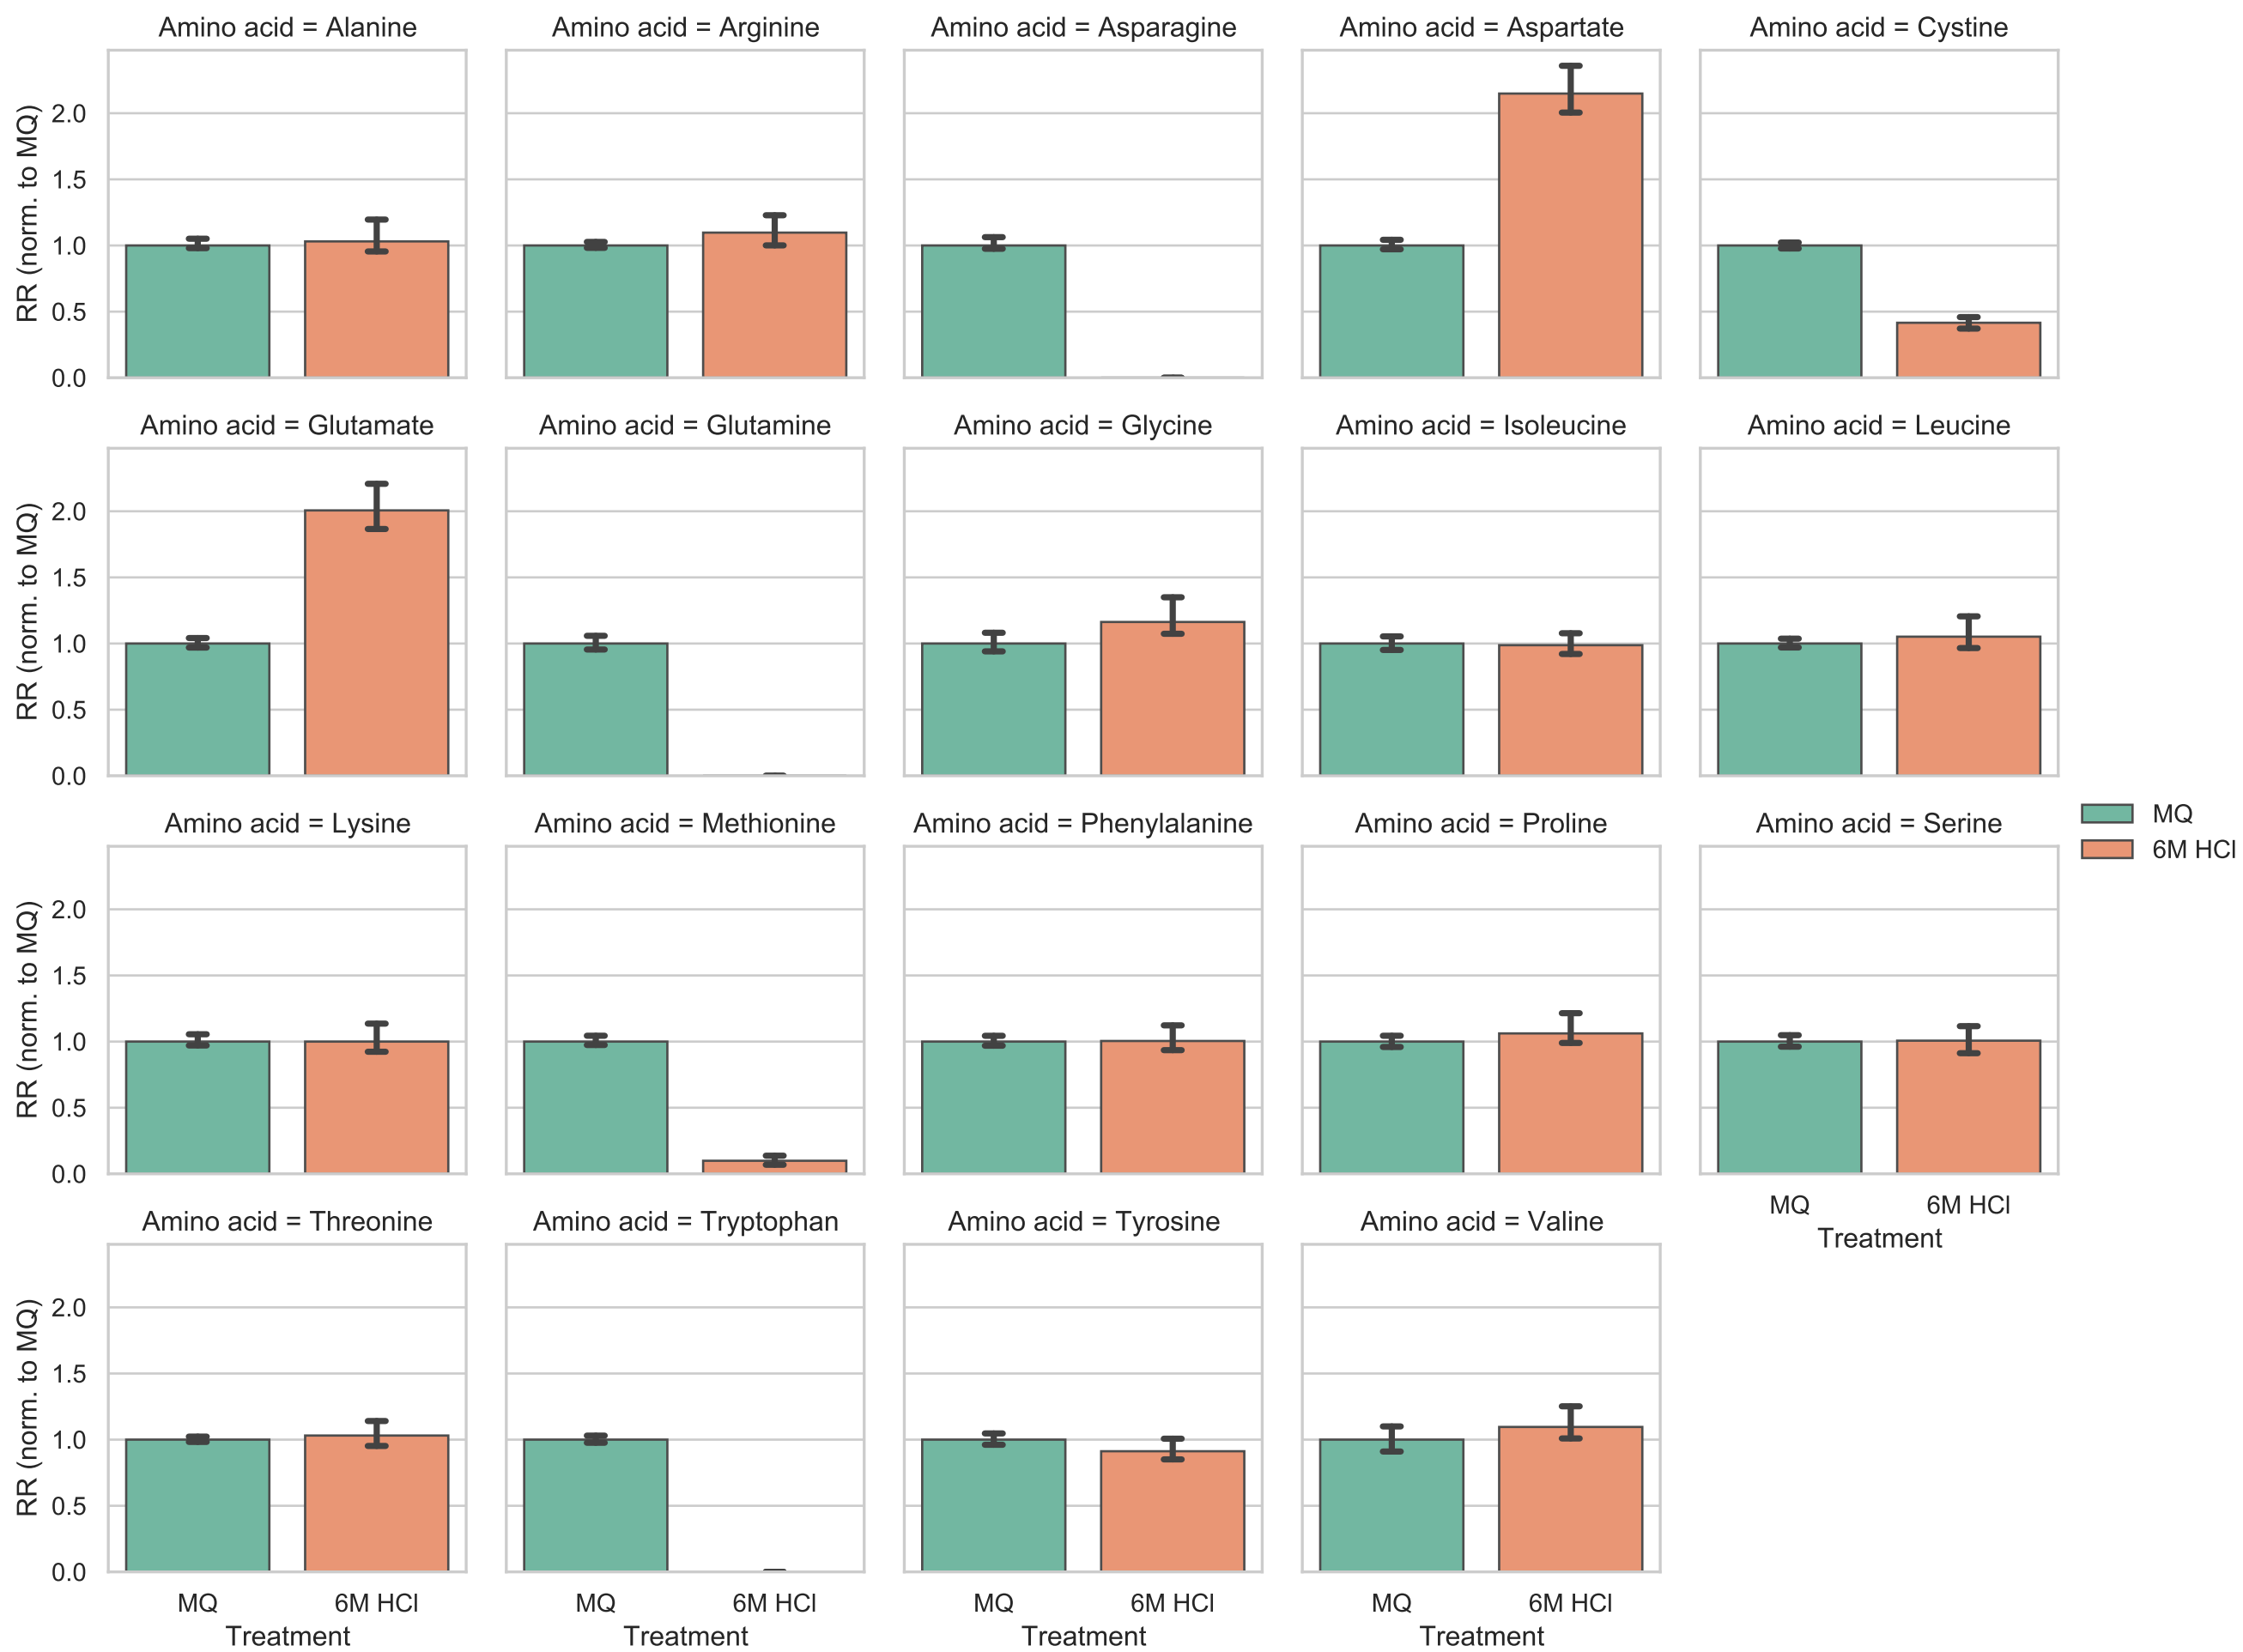 Amino acid = Alanine
Amino acid = Arginine
Amino acid = Asparagine
Amino acid = Aspartate
Amino acid = Cystine
RR (norm. to MQ)
2.0
1.5
1.0
0.5
0.0
Amino acid = Glutamate
Amino acid = Glutamine
Amino acid = Glycine
Amino acid = Isoleucine
Amino acid = Leucine
RR (norm. to MQ)
2.0
1.5
1.0
0.5
0.0
MQ
6M HCl
Amino acid = Lysine
Amino acid = Methionine
Amino acid = Phenylalanine
Amino acid = Proline
Amino acid = Serine
RR (norm. to MQ)
2.0
1.5
1.0
0.5
0.0
MQ
6M HCl
Treatment
Amino acid = Threonine
Amino acid = Tryptophan
Amino acid = Tyrosine
Amino acid = Valine
RR (norm. to MQ)
2.0
1.5
1.0
0.5
0.0
MQ
6M HCl
Treatment
MQ
6M HCl
Treatment
MQ
6M HCl
Treatment
MQ
6M HCl
Treatment